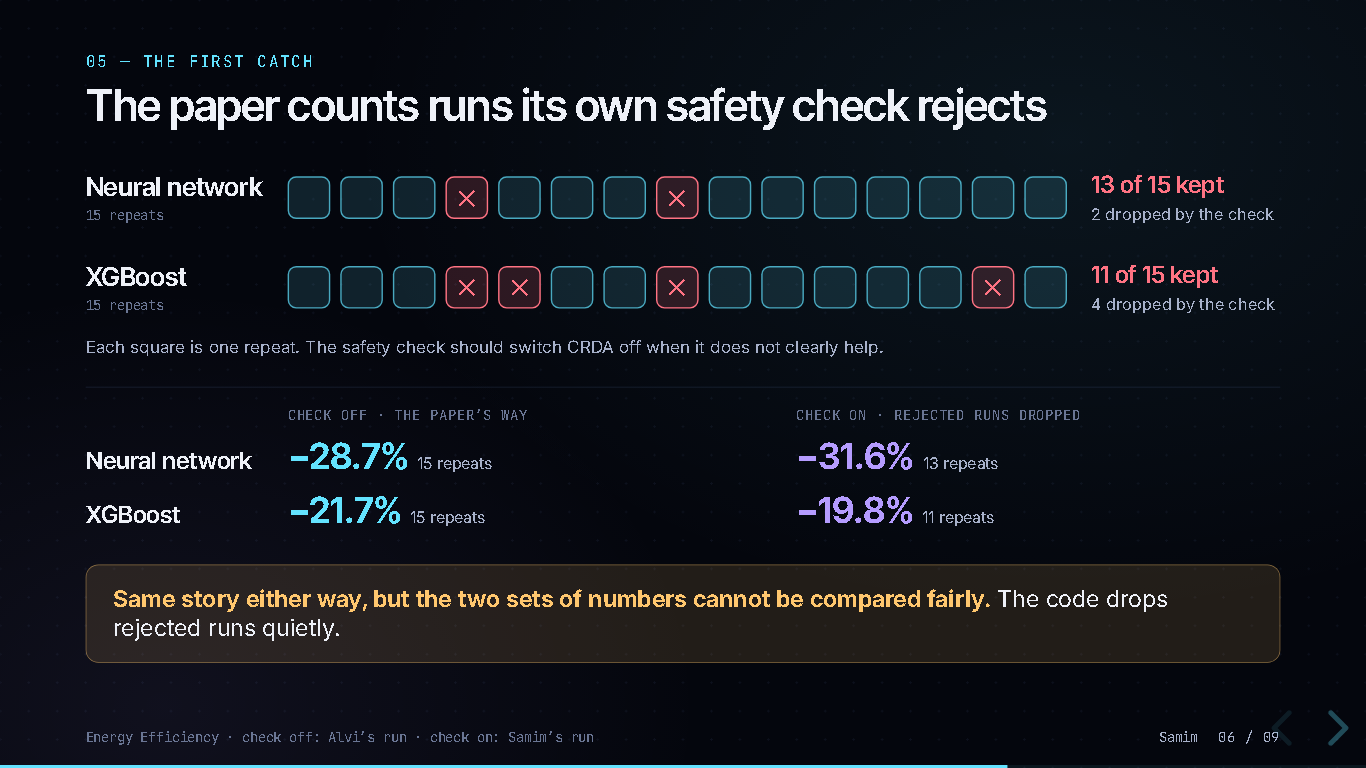 05 — THE FIRST CATCH
The paper counts runs its own safety check rejects
Neural network
15 repeats
13 of 15 kept
2 dropped by the check
XGBoost
15 repeats
11 of 15 kept
4 dropped by the check
Each square is one repeat. The safety check should switch CRDA off when it does not clearly help.
CHECK OFF · THE PAPER’S WAY
CHECK ON · REJECTED RUNS DROPPED
Neural network
−28.7% 15 repeats
−31.6% 13 repeats
XGBoost
−21.7% 15 repeats
−19.8% 11 repeats
Same story either way, but the two sets of numbers cannot be compared fairly. The code drops
rejected runs quietly.
Energy Efficiency · check off: Alvi’s run · check on: Samim’s run
Samim 06 / 09